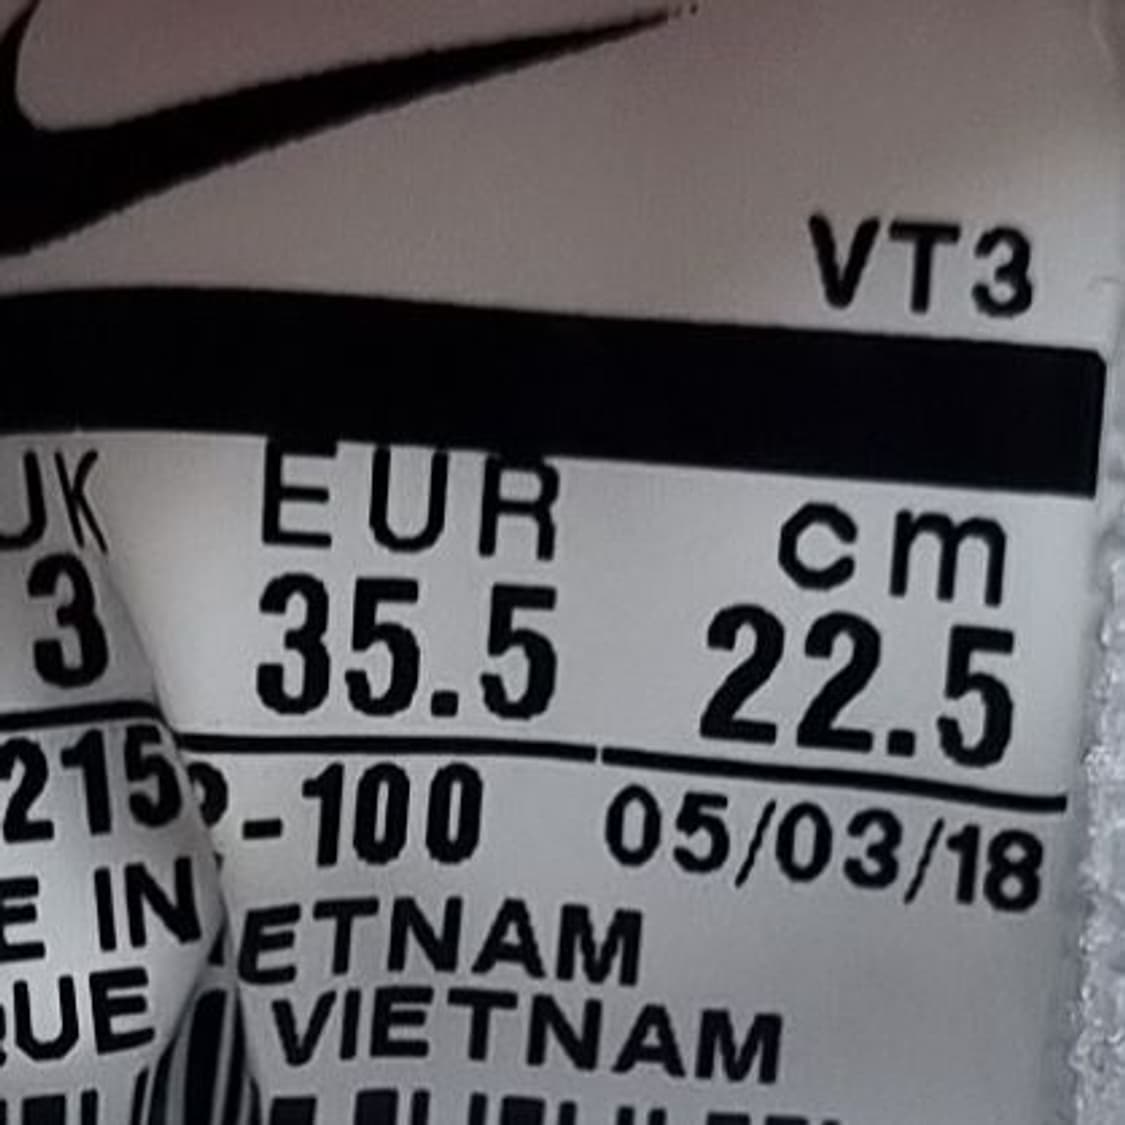 VT3
UK EUR cm
3 35.5 22.5
215 -100 05/03/18
E IN ETNAM
QUE VIETNAM